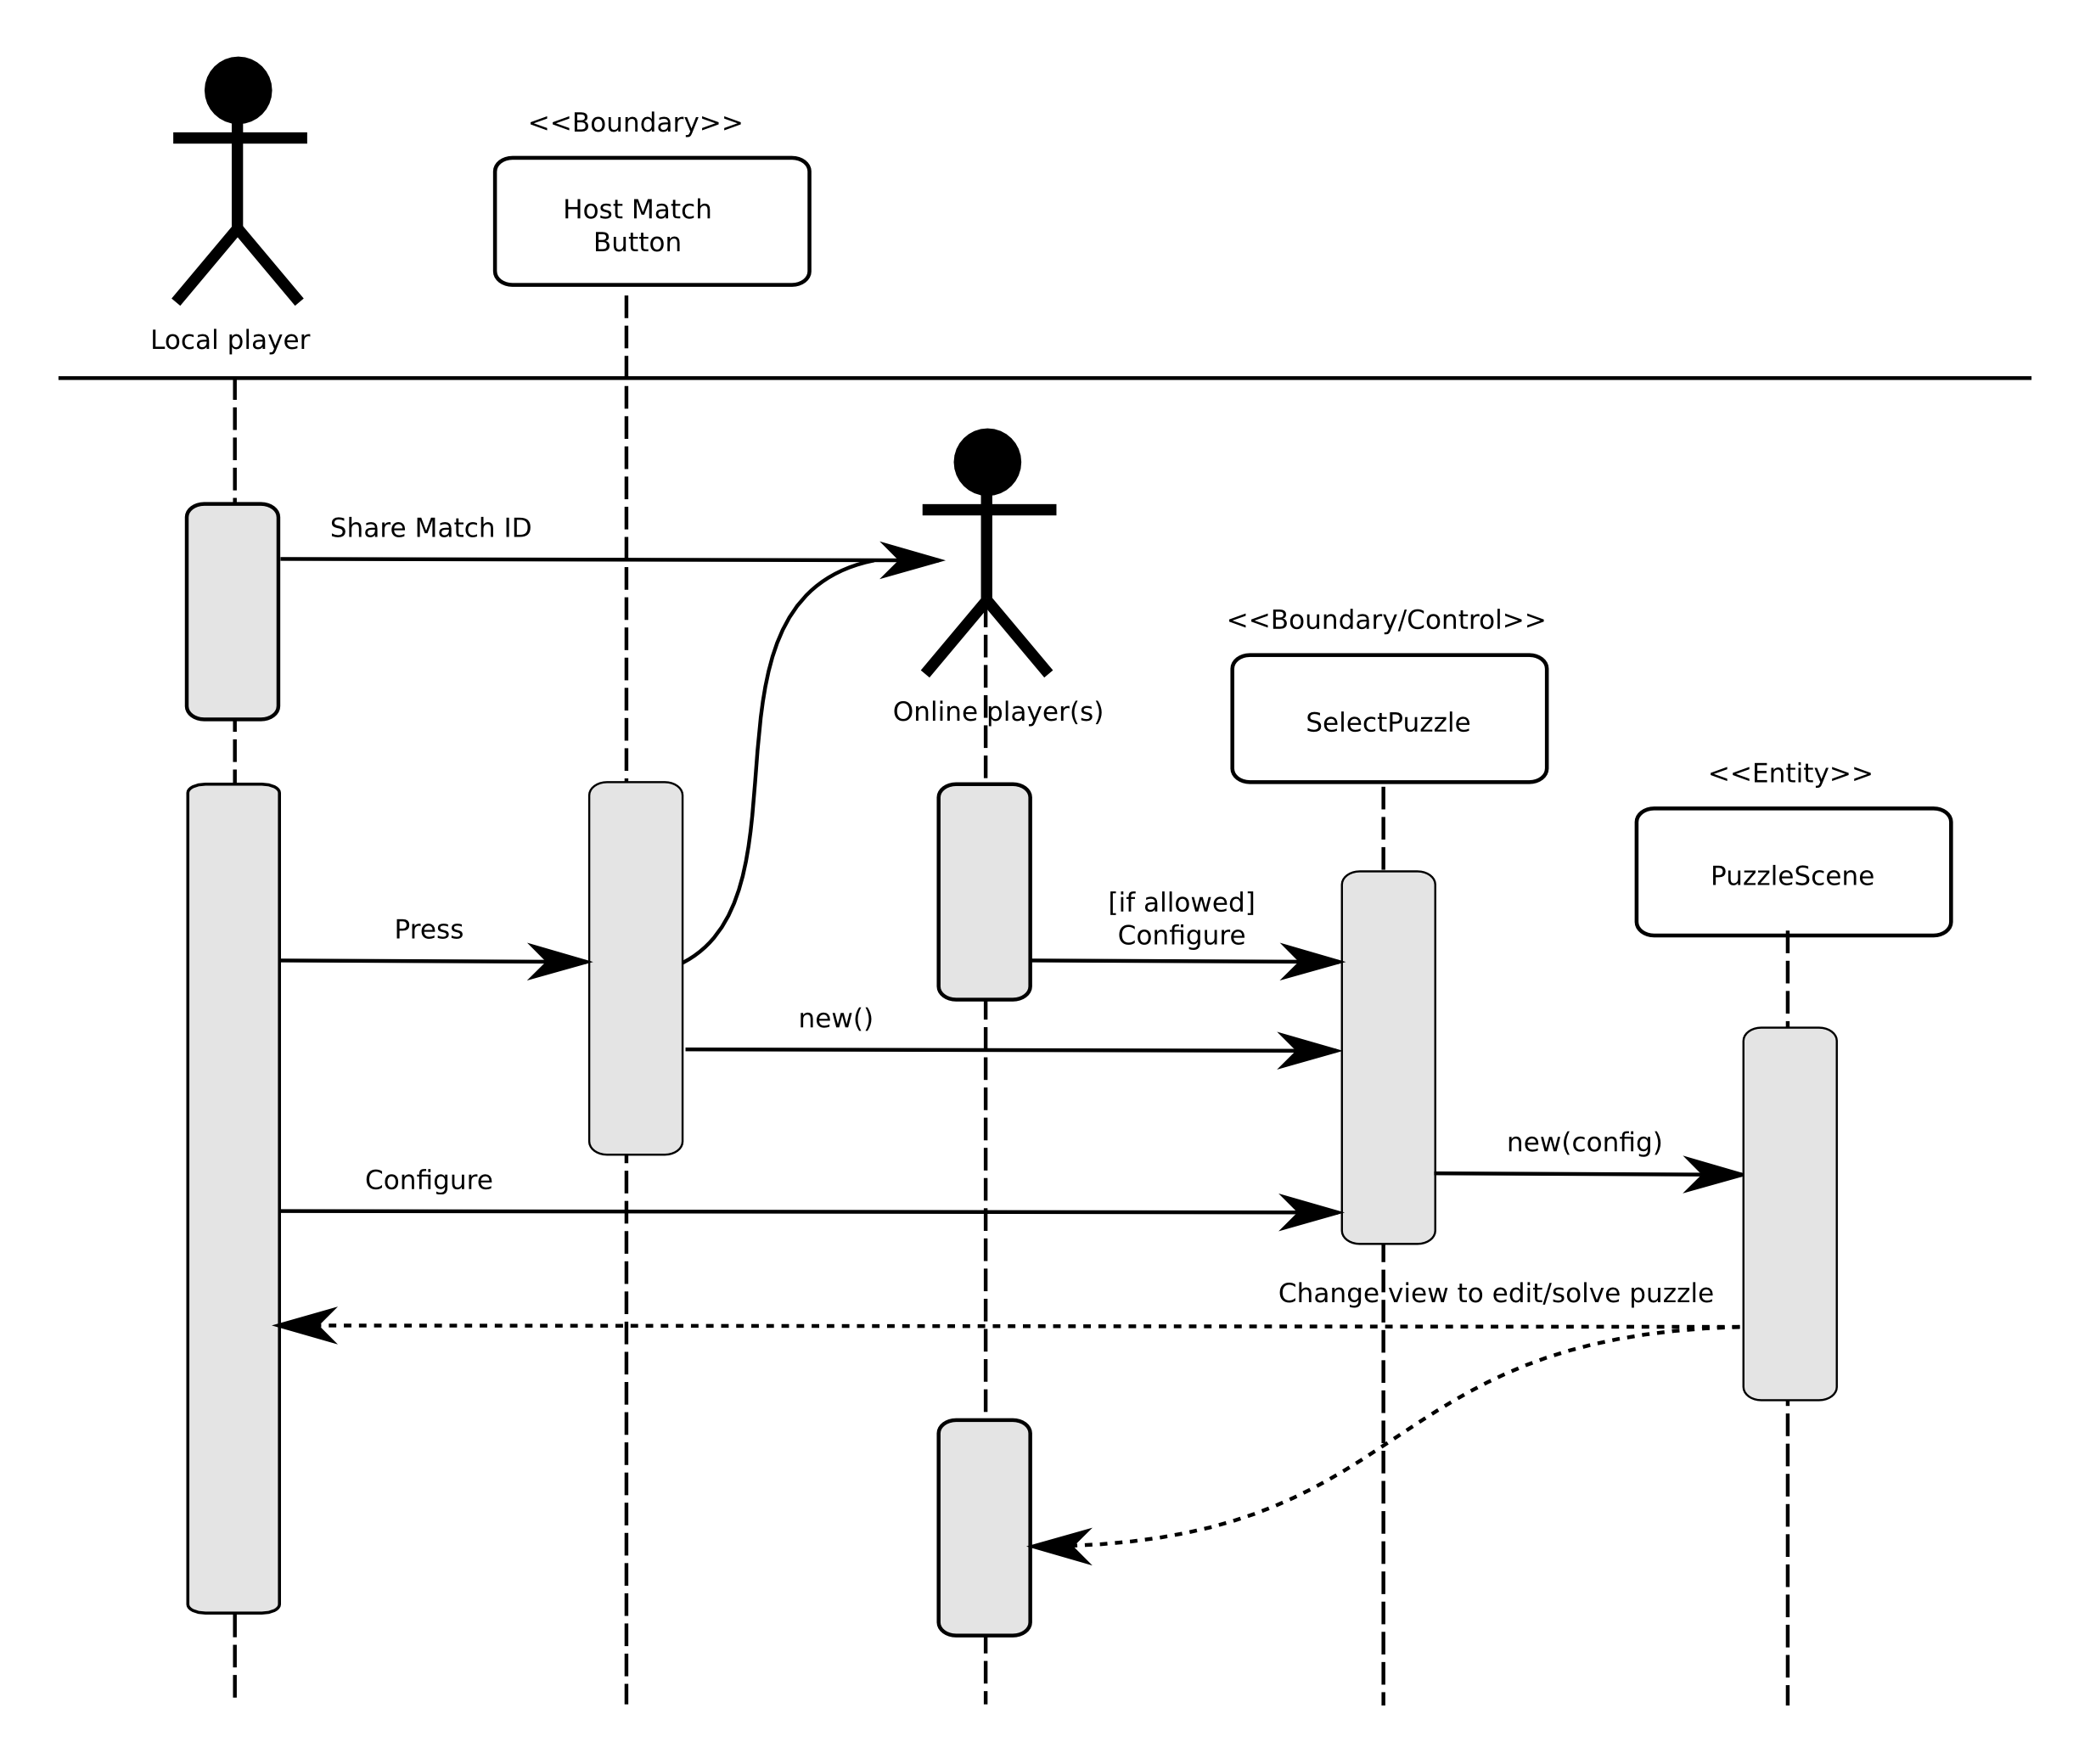 <<Boundary>>
Host Match
Button
Local player
Share Match ID
<<Boundary/Control>>
Online player(s)
SelectPuzzle
<<Entity>>
PuzzleScene
[if allowed]
Configure
Press
new()
new(config)
Configure
Change view to edit/solve puzzle